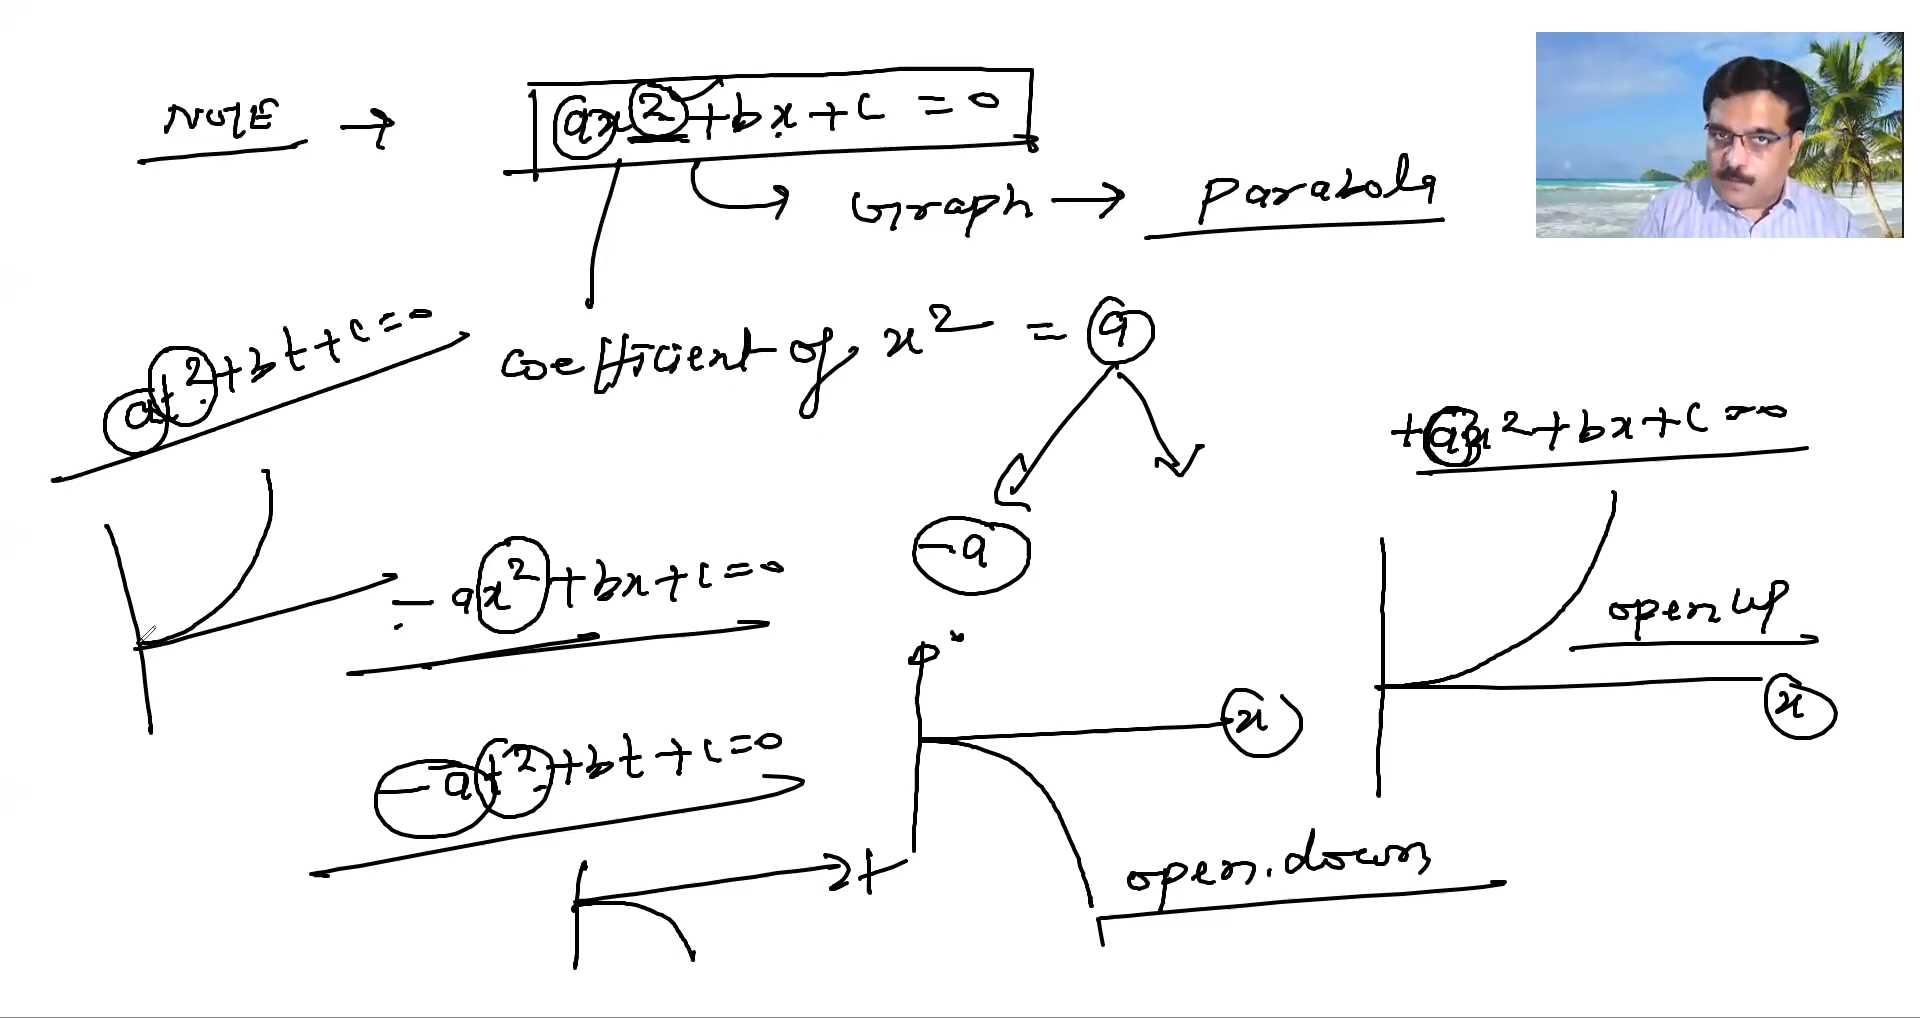 NOTE → ax²+bx+c = 0
Graph → Parabola
coefficient of x² = a
at²+bt+c=0
+ax²+bx+c=0
-a
-ax²+bx+c=0
open up
x
x
-at²+bt+c=0
open.down
t